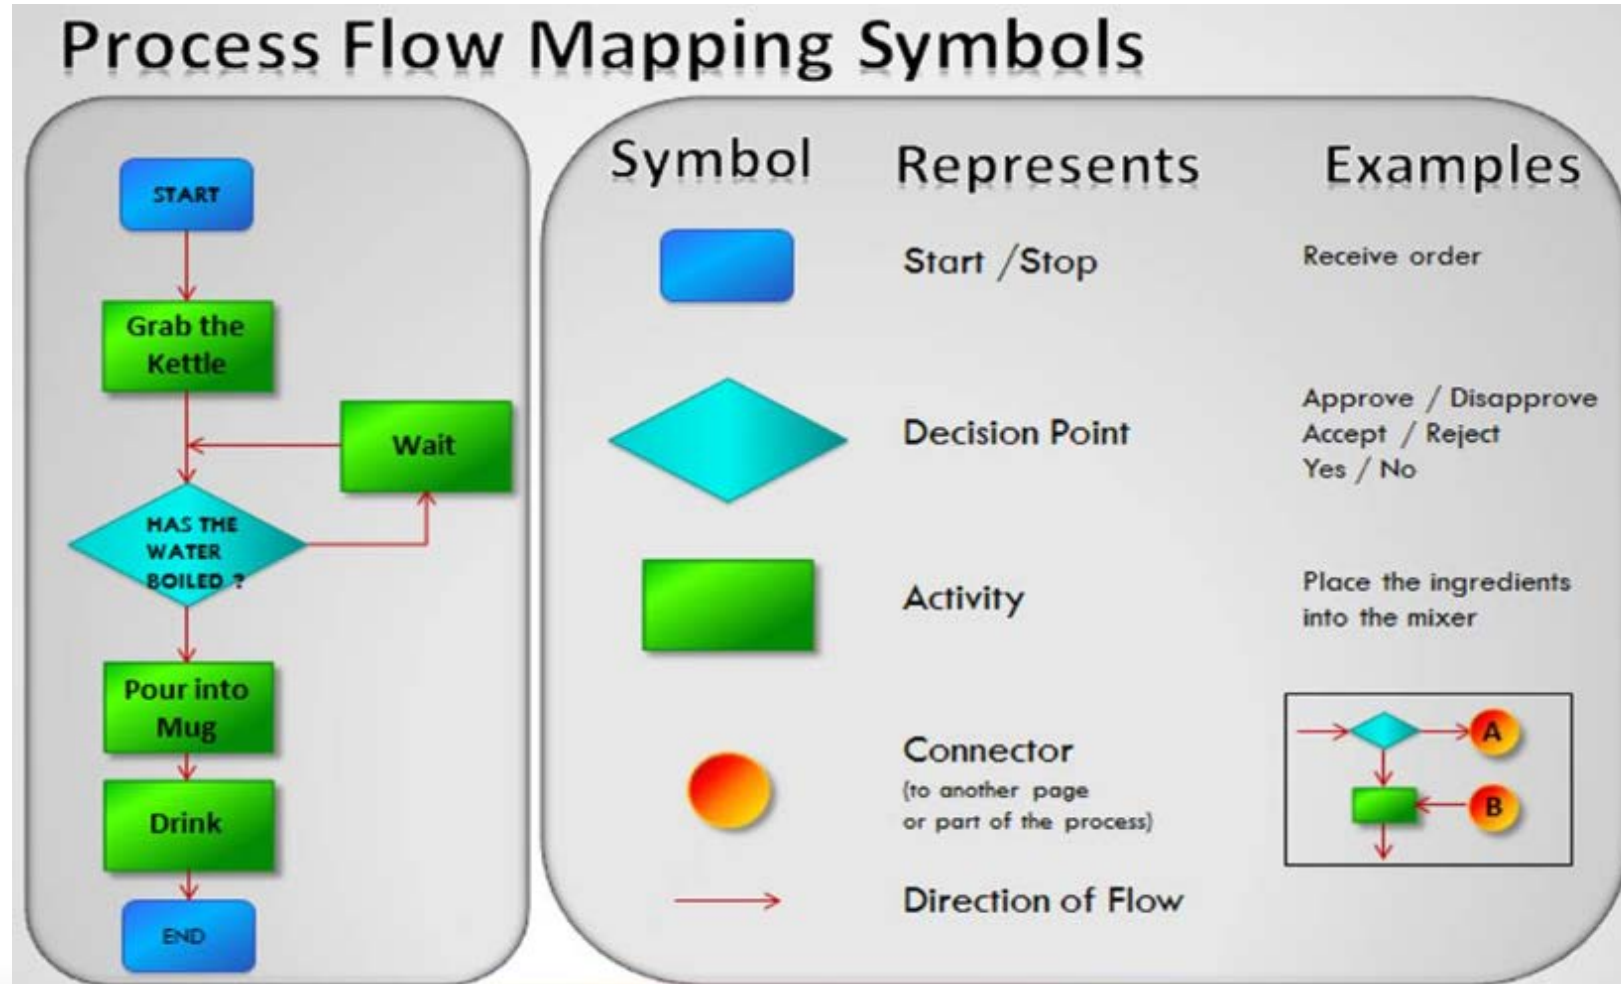 Process Flow Mapping Symbols
START
Grab the
Kettle
Wait
HAS THE
WATER
BOILED ?
Pour into
Mug
Drink
END
Symbol
Represents
Examples
Start /Stop
Receive order
Decision Point
Approve / Disapprove
Accept / Reject
Yes / No
Activity
Place the ingredients
into the mixer
Connector
(to another page
or part of the process)
A
B
Direction of Flow